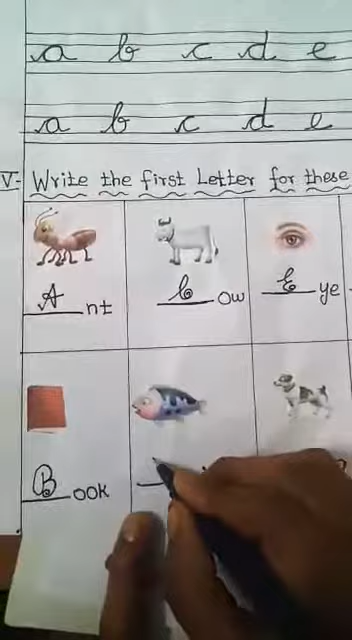 a b c d e
a b c d e
V. Write the first Letter for these
A nt C ow E ye
B ook